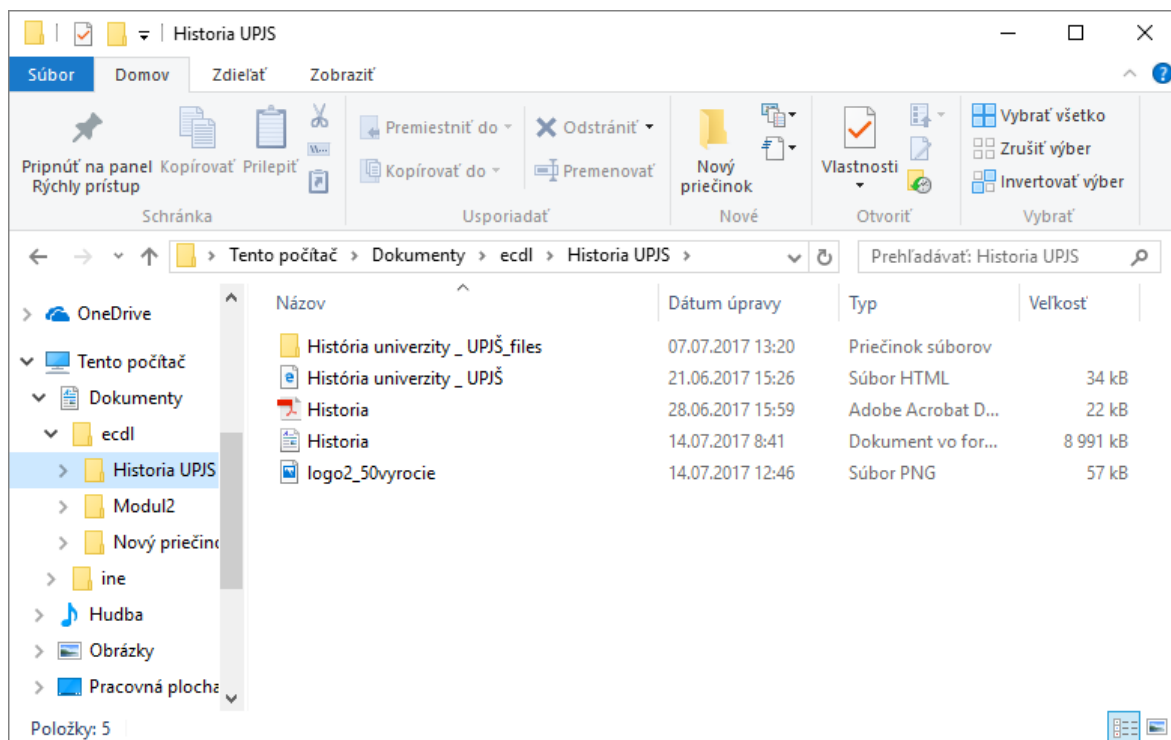 Historia UPJS
Súbor Domov Zdieľať Zobraziť
Pripnúť na panel Rýchly prístup
Kopírovať
Prilepiť
Schránka
Premiestniť do
Kopírovať do
Odstrániť
Premenovať
Usporiadať
Nový priečinok
Nové
Vlastnosti
Otvoriť
Vybrať všetko
Zrušiť výber
Invertovať výber
Vybrať
Tento počítač > Dokumenty > ecdl > Historia UPJS >
Prehľadávať: Historia UPJS
OneDrive
Tento počítač
Dokumenty
ecdl
Historia UPJS
Modul2
Nový priečino
ine
Hudba
Obrázky
Pracovná plocha
Názov Dátum úpravy Typ Veľkosť
História univerzity _ UPJŠ_files 07.07.2017 13:20 Priečinok súborov
História univerzity _ UPJŠ 21.06.2017 15:26 Súbor HTML 34 kB
Historia 28.06.2017 15:59 Adobe Acrobat D... 22 kB
Historia 14.07.2017 8:41 Dokument vo for... 8 991 kB
logo2_50vyrocie 14.07.2017 12:46 Súbor PNG 57 kB
Položky: 5